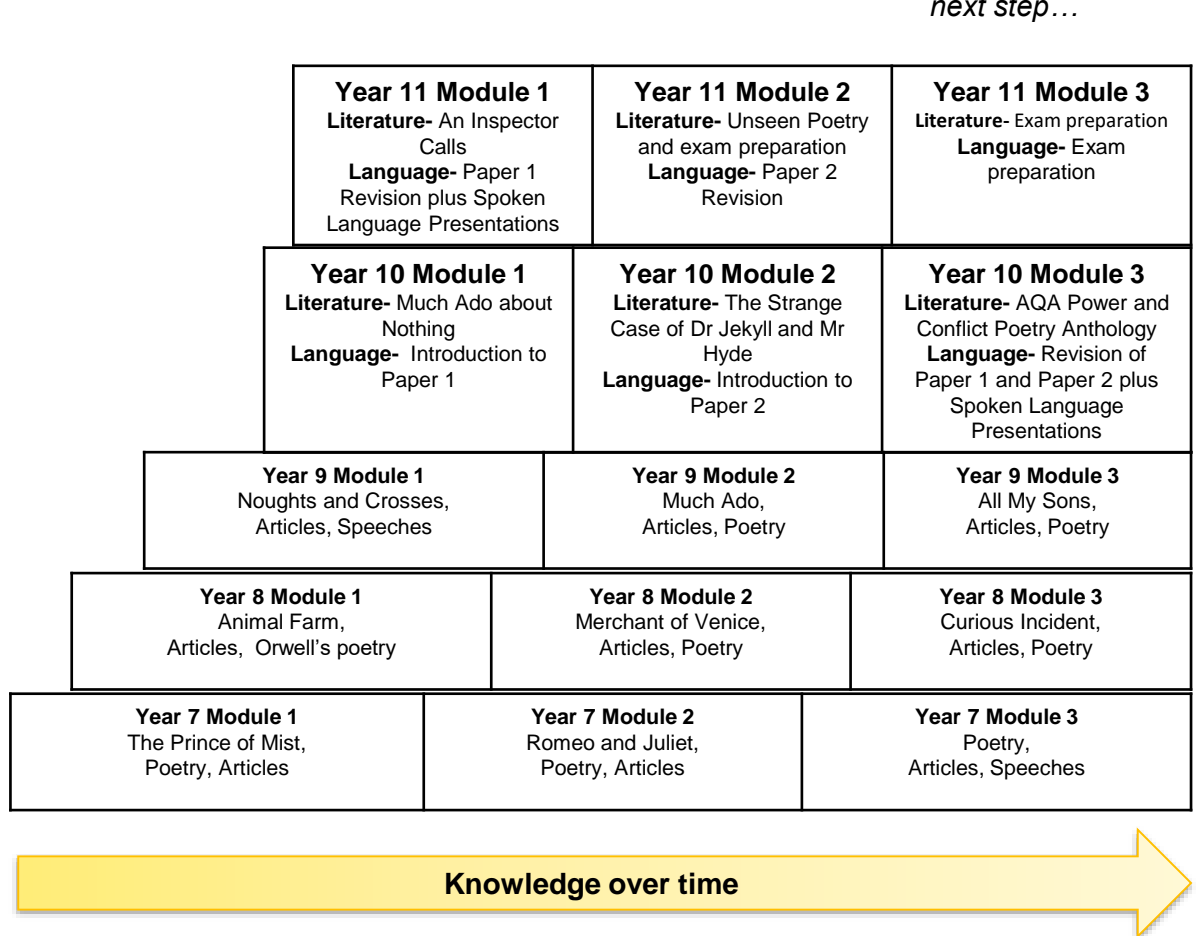 next step…
Year 11 Module 1
Literature- An Inspector
Calls
Language- Paper 1
Revision plus Spoken
Language Presentations
Year 11 Module 2
Literature- Unseen Poetry
and exam preparation
Language- Paper 2
Revision
Year 11 Module 3
Literature- Exam preparation
Language- Exam
preparation
Year 10 Module 1
Literature- Much Ado about
Nothing
Language- Introduction to
Paper 1
Year 10 Module 2
Literature- The Strange
Case of Dr Jekyll and Mr
Hyde
Language- Introduction to
Paper 2
Year 10 Module 3
Literature- AQA Power and
Conflict Poetry Anthology
Language- Revision of
Paper 1 and Paper 2 plus
Spoken Language
Presentations
Year 9 Module 1
Noughts and Crosses,
Articles, Speeches
Year 9 Module 2
Much Ado,
Articles, Poetry
Year 9 Module 3
All My Sons,
Articles, Poetry
Year 8 Module 1
Animal Farm,
Articles, Orwell's poetry
Year 8 Module 2
Merchant of Venice,
Articles, Poetry
Year 8 Module 3
Curious Incident,
Articles, Poetry
Year 7 Module 1
The Prince of Mist,
Poetry, Articles
Year 7 Module 2
Romeo and Juliet,
Poetry, Articles
Year 7 Module 3
Poetry,
Articles, Speeches
Knowledge over time